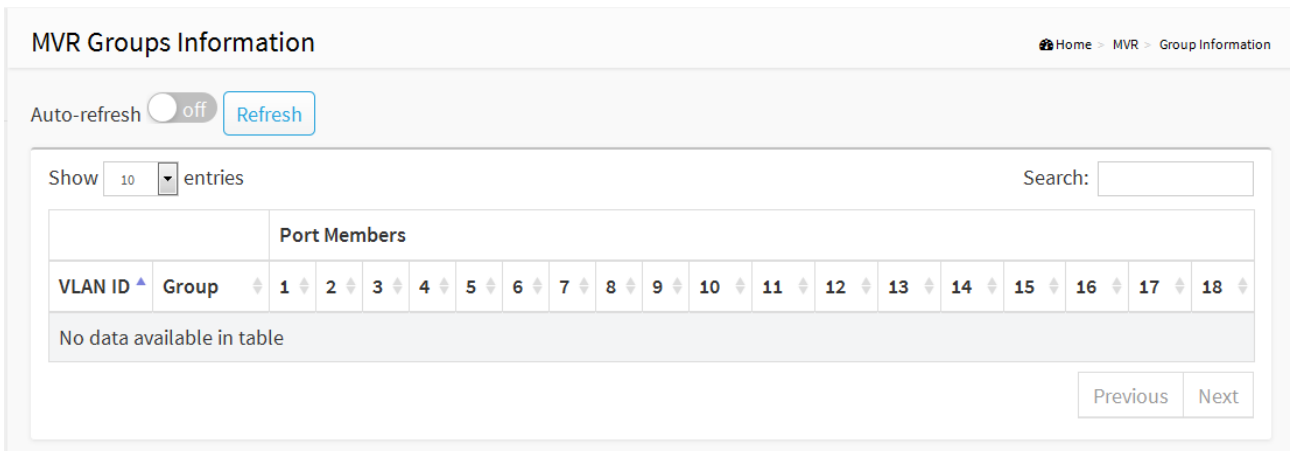 MVR Groups Information
Home > MVR > Group Information
Auto-refresh off Refresh
Show 10 entries
Search:
Port Members
VLAN ID Group 1 2 3 4 5 6 7 8 9 10 11 12 13 14 15 16 17 18
No data available in table
Previous Next